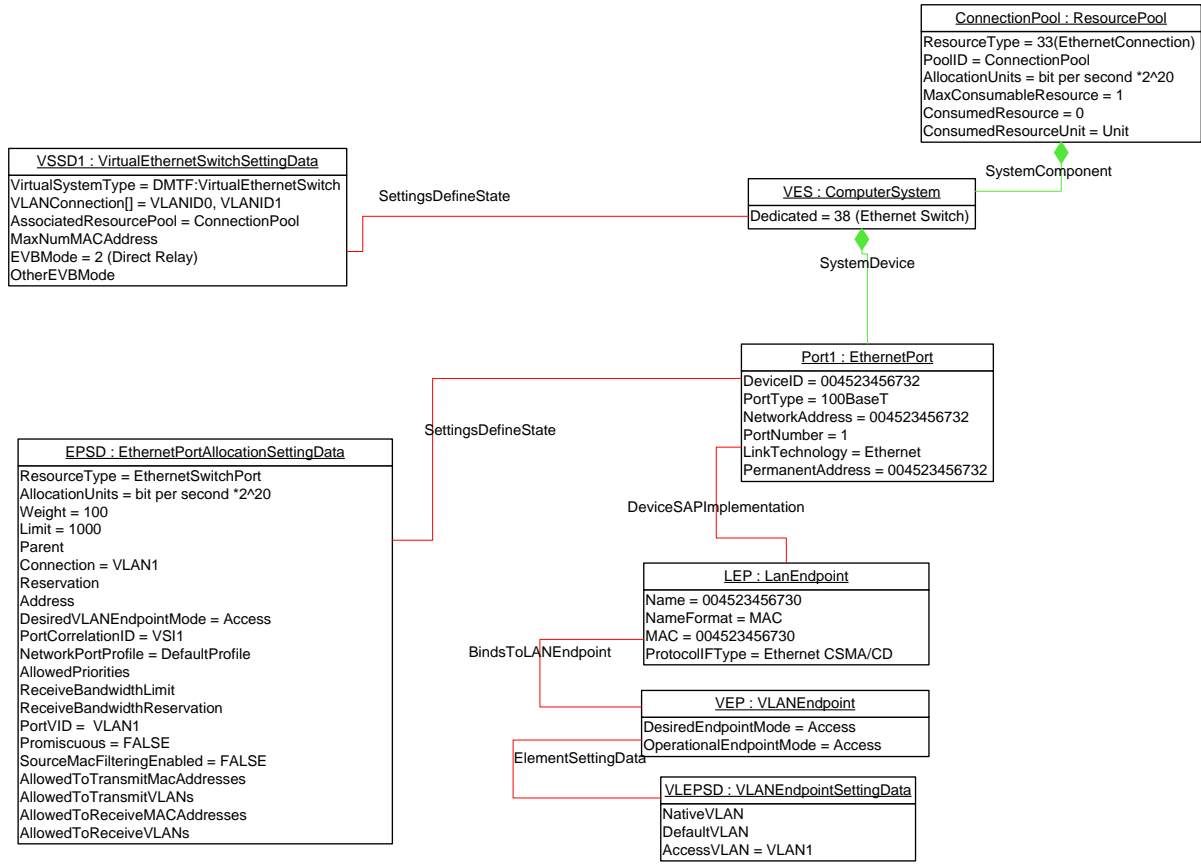 ConnectionPool : ResourcePool
ResourceType = 33(EthernetConnection)
PoolID = ConnectionPool
AllocationUnits = bit per second *2^20
MaxConsumableResource = 1
ConsumedResource = 0
ConsumedResourceUnit = Unit
SystemComponent
VSSD1 : VirtualEthernetSwitchSettingData
VirtualSystemType = DMTF:VirtualEthernetSwitch
VLANConnection[] = VLANID0, VLANID1
AssociatedResourcePool = ConnectionPool
MaxNumMACAddress
EVBMode = 2 (Direct Relay)
OtherEVBMode
SettingsDefineState
VES : ComputerSystem
Dedicated = 38 (Ethernet Switch)
SystemDevice
Port1 : EthernetPort
DeviceID = 004523456732
PortType = 100BaseT
NetworkAddress = 004523456732
PortNumber = 1
LinkTechnology = Ethernet
PermanentAddress = 004523456732
SettingsDefineState
EPSD : EthernetPortAllocationSettingData
ResourceType = EthernetSwitchPort
AllocationUnits = bit per second *2^20
Weight = 100
Limit = 1000
Parent
Connection = VLAN1
Reservation
Address
DesiredVLANEndpointMode = Access
PortCorrelationID = VSI1
NetworkPortProfile = DefaultProfile
AllowedPriorities
ReceiveBandwidthLimit
ReceiveBandwidthReservation
PortVID =  VLAN1
Promiscuous = FALSE
SourceMacFilteringEnabled = FALSE
AllowedToTransmitMacAddresses
AllowedToTransmitVLANs
AllowedToReceiveMACAddresses
AllowedToReceiveVLANs
DeviceSAPImplementation
LEP : LanEndpoint
Name = 004523456730
NameFormat = MAC
MAC = 004523456730
ProtocolIFType = Ethernet CSMA/CD
BindsToLANEndpoint
VEP : VLANEndpoint
DesiredEndpointMode = Access
OperationalEndpointMode = Access
ElementSettingData
VLEPSD : VLANEndpointSettingData
NativeVLAN
DefaultVLAN
AccessVLAN = VLAN1